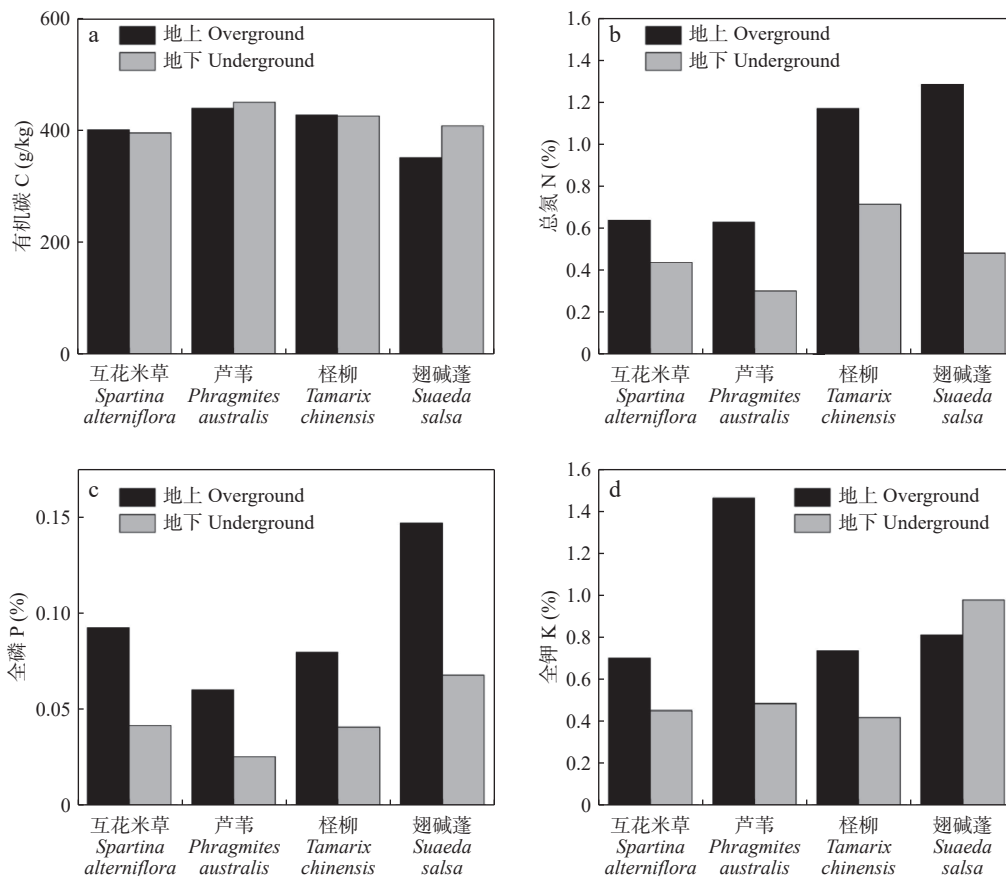 a
地上 Overground
地下 Underground
有机碳 C (g/kg)
600
400
200
0
互花米草
Spartina
alterniflora
芦苇
Phragmites
australis
柽柳
Tamarix
chinensis
翅碱蓬
Suaeda
salsa
b
地上 Overground
地下 Underground
总氮 N (%)
1.6
1.4
1.2
1.0
0.8
0.6
0.4
0.2
0
互花米草
Spartina
alterniflora
芦苇
Phragmites
australis
柽柳
Tamarix
chinensis
翅碱蓬
Suaeda
salsa
c
地上 Overground
地下 Underground
全磷 P (%)
0.15
0.10
0.05
0
互花米草
Spartina
alterniflora
芦苇
Phragmites
australis
柽柳
Tamarix
chinensis
翅碱蓬
Suaeda
salsa
d
地上 Overground
地下 Underground
全钾 K (%)
1.6
1.4
1.2
1.0
0.8
0.6
0.4
0.2
0
互花米草
Spartina
alterniflora
芦苇
Phragmites
australis
柽柳
Tamarix
chinensis
翅碱蓬
Suaeda
salsa